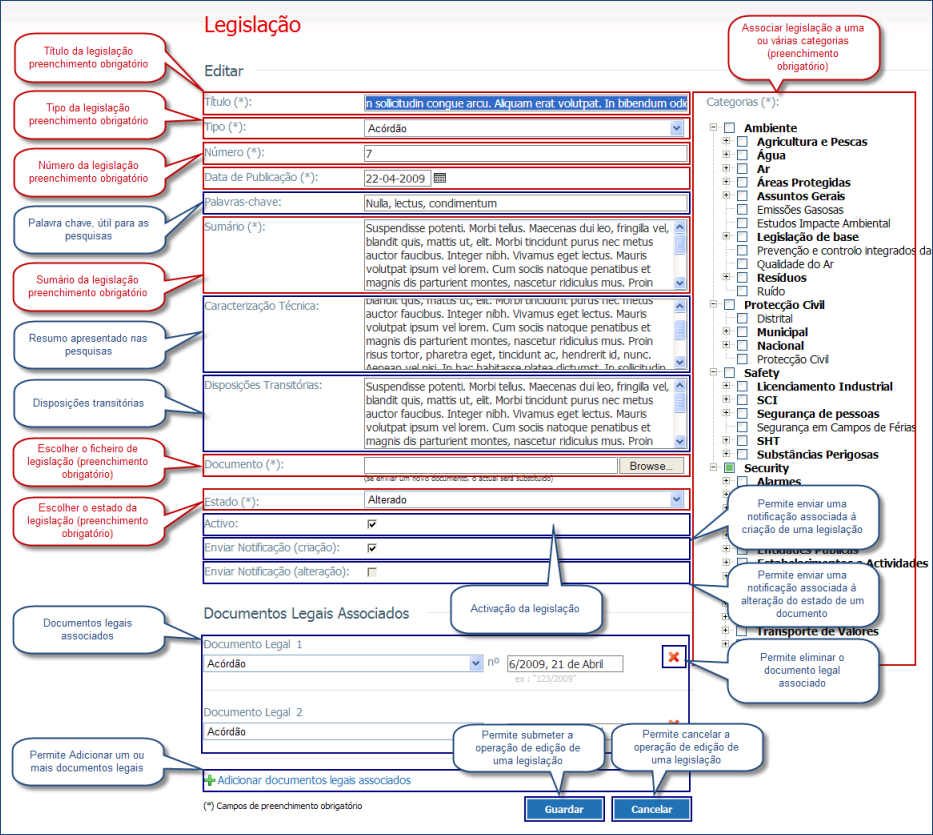 Legislação
Editar
Título da legislação
preenchimento obrigatório
Tipo da legislação
preenchimento obrigatório
Número da legislação
preenchimento obrigatório
Palavra chave, útil para as
pesquisas
Sumário da legislação
preenchimento obrigatório
Resumo apresentado nas
pesquisas
Disposições transitórias
Escolher o ficheiro de
legislação (preenchimento
obrigatório)
Escolher o estado da
legislação (preenchimento
obrigatório)
Documentos legais
associados
Permite Adicionar um ou
mais documentos legais
Título (*):
n sollicitudin congue arcu. Aliquam erat volutpat. In bibendum odio
Tipo (*):
Acórdão
Número (*):
7
Data de Publicação (*):
22-04-2009
Palavras-chave:
Nulla, lectus, condimentum
Sumário (*):
Suspendisse potenti. Morbi tellus. Maecenas dui leo, fringilla vel,
blandit quis, mattis ut, elit. Morbi tincidunt purus nec metus
auctor faucibus. Integer nibh. Vivamus eget lectus. Mauris
volutpat ipsum vel lorem. Cum sociis natoque penatibus et
magnis dis parturient montes, nascetur ridiculus mus. Proin
Caracterização Técnica:
blandit quis, mattis ut, elit. Morbi tincidunt purus nec metus
auctor faucibus. Integer nibh. Vivamus eget lectus. Mauris
volutpat ipsum vel lorem. Cum sociis natoque penatibus et
magnis dis parturient montes, nascetur ridiculus mus. Proin
risus tortor, pharetra eget, tincidunt ac, hendrerit id, nunc.
Aenean vel nisi. In hac habitasse platea dictumst. In sollicitudin
Disposições Transitórias:
Suspendisse potenti. Morbi tellus. Maecenas dui leo, fringilla vel,
blandit quis, mattis ut, elit. Morbi tincidunt purus nec metus
auctor faucibus. Integer nibh. Vivamus eget lectus. Mauris
volutpat ipsum vel lorem. Cum sociis natoque penatibus et
magnis dis parturient montes, nascetur ridiculus mus. Proin
Documento (*):
Browse...
(se enviar um novo documento, o actual será substituído)
Estado (*):
Alterado
Activo:
Enviar Notificação (criação):
Enviar Notificação (alteração):
Activação da legislação
Documentos Legais Associados
Documento Legal 1
Acórdão
nº
6/2009, 21 de Abril
ex : "123/2009"
Documento Legal 2
Acórdão
Adicionar documentos legais associados
(*) Campos de preenchimento obrigatório
Guardar
Cancelar
Permite submeter a
operação de edição de
uma legislação
Permite cancelar a
operação de edição de
uma legislação
Associar legislação a uma
ou várias categorias
(preenchimento
obrigatório)
Categorias (*):
Ambiente
Agricultura e Pescas
Água
Ar
Áreas Protegidas
Assuntos Gerais
Emissões Gasosas
Estudos Impacte Ambiental
Legislação de base
Prevenção e controlo integrados da
Qualidade do Ar
Resíduos
Ruído
Protecção Civil
Distrital
Municipal
Nacional
Protecção Civil
Safety
Licenciamento Industrial
SCI
Segurança de pessoas
Segurança em Campos de Férias
SHT
Substâncias Perigosas
Security
Alarmes
Permite enviar uma
notificação associada à
criação de uma legislação
Entidades Públicas
Estabelecimentos e Actividades
Permite enviar uma
notificação associada à
alteração do estado de um
documento
Transporte de Valores
Permite eliminar o
documento legal
associado